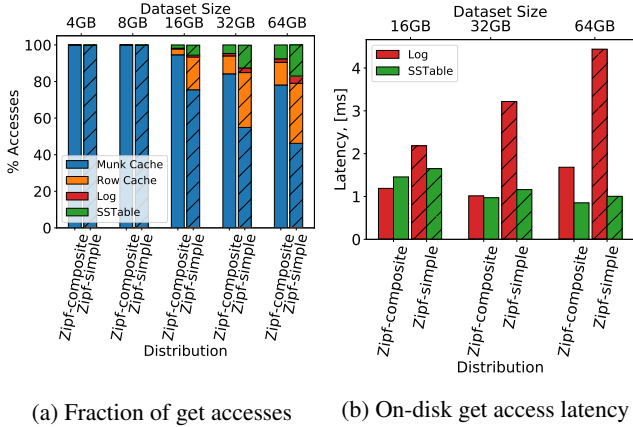 Dataset Size
4GB 8GB 16GB 32GB 64GB
100
80
60
40
20
0
% Accesses
Munk Cache
Row Cache
Log
SSTable
Zipf-composite
Zipf-simple
Zipf-composite
Zipf-simple
Zipf-composite
Zipf-simple
Zipf-composite
Zipf-simple
Zipf-composite
Zipf-simple
Distribution
(a) Fraction of get accesses
Dataset Size
16GB 32GB 64GB
4
3
2
1
0
Latency, [ms]
Log
SSTable
Zipf-composite
Zipf-simple
Zipf-composite
Zipf-simple
Zipf-composite
Zipf-simple
Distribution
(b) On-disk get access latency